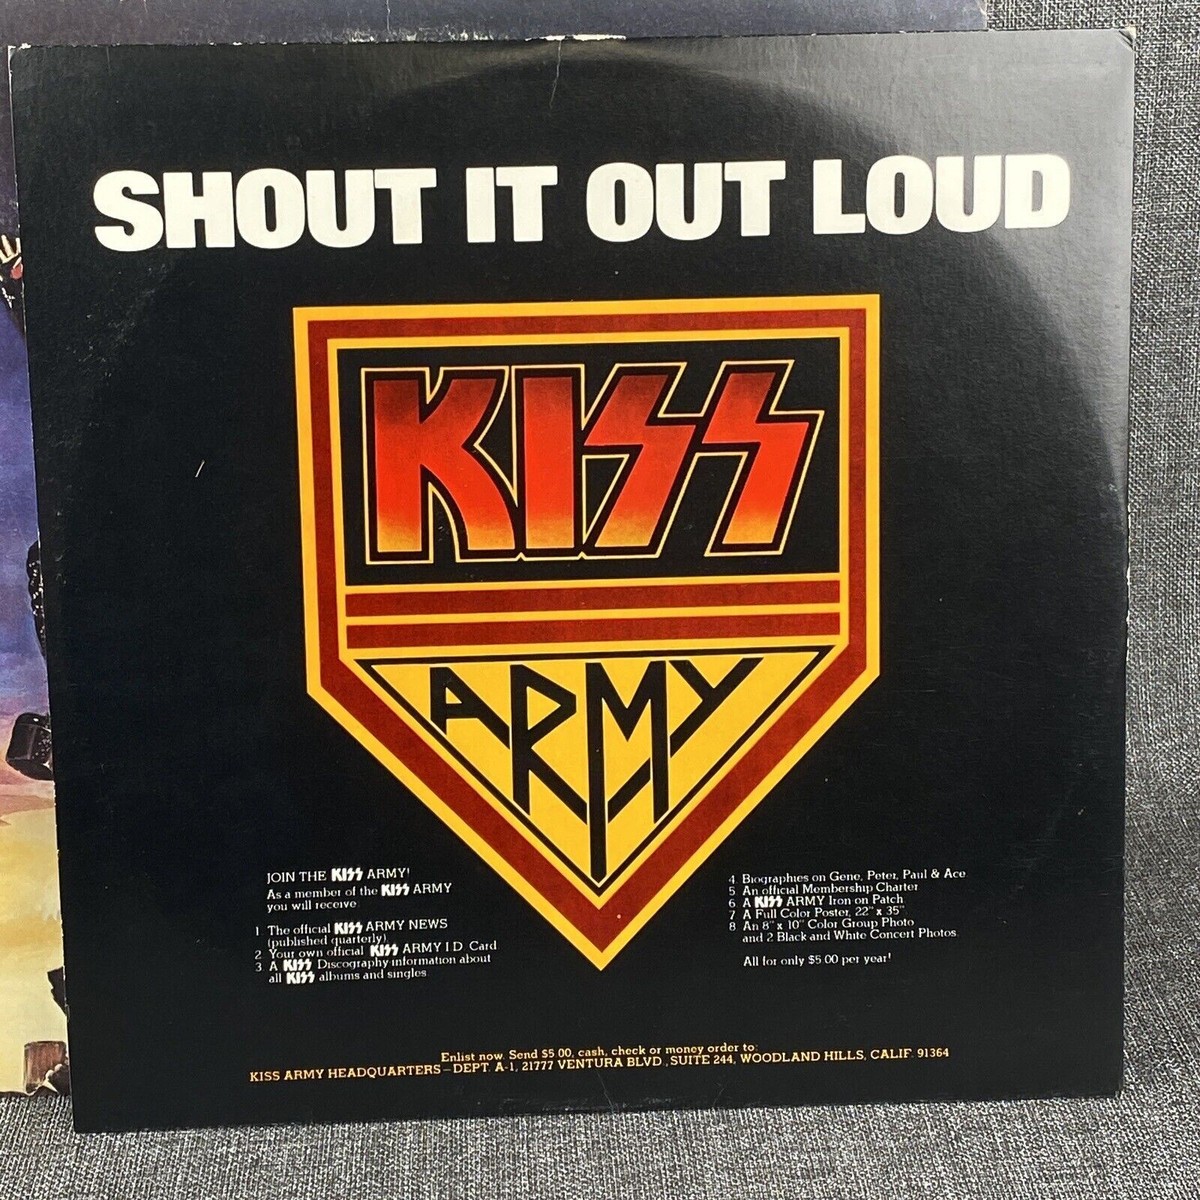 SHOUT IT OUT LOUD
KISS
ARMY
JOIN THE KISS ARMY!
As a member of the KISS ARMY
you will receive:
1 The official KISS ARMY NEWS
(published quarterly)
2 Your own official KISS ARMY I.D. Card
3 A KISS Discography information about
all KISS albums and singles
4 Biographies on Gene, Peter, Paul & Ace
5 An official Membership Charter
6 A KISS ARMY Iron on Patch
7 A Full Color Poster, 22" x 35"
8 An 8" x 10" Color Group Photo
and 2 Black and White Concert Photos
All for only $5.00 per year!
Enlist now. Send $5.00, cash, check or money order to:
KISS ARMY HEADQUARTERS – DEPT. A-1, 21777 VENTURA BLVD., SUITE 244, WOODLAND HILLS, CALIF. 91364